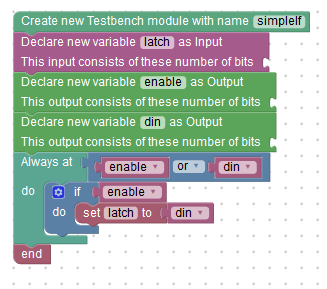 Create new Testbench module with name simpleIf
Declare new variable latch as Input
This input consists of these number of bits
Declare new variable enable as Output
This output consists of these number of bits
Declare new variable din as Output
This output consists of these number of bits
Always at enable or din
do if enable
do set latch to din
end